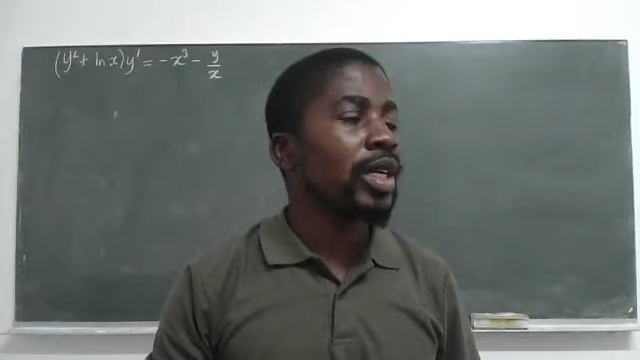 (y² + ln x) y' = -x³ - y/x